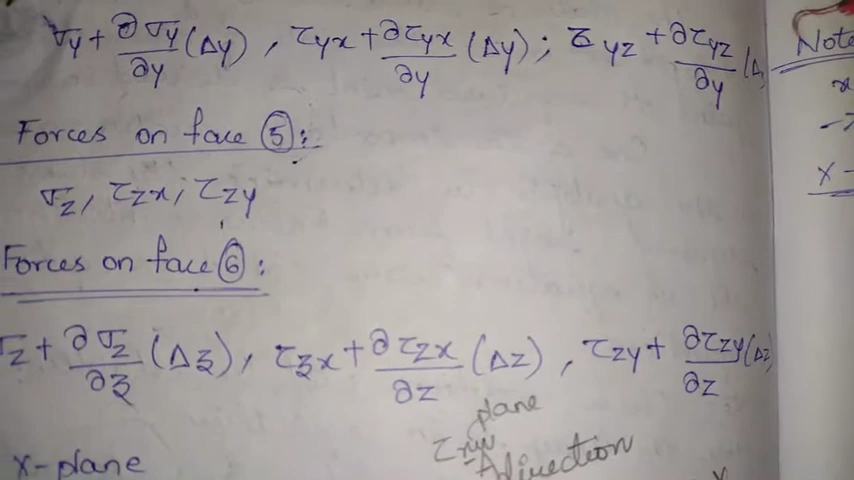 σy + ∂σy/∂y (Δy) , τyx + ∂τyx/∂y (Δy) ; τyz + ∂τyz/∂y (Δ
Forces on face ⑤ :
σz, τzx, τzy
Forces on face ⑥ :
σz + ∂σz/∂z (Δz) , τzx + ∂τzx/∂z (Δz) , τzy + ∂τzy/∂z (Δz)
plane
direction
x-plane
Note
x
x-